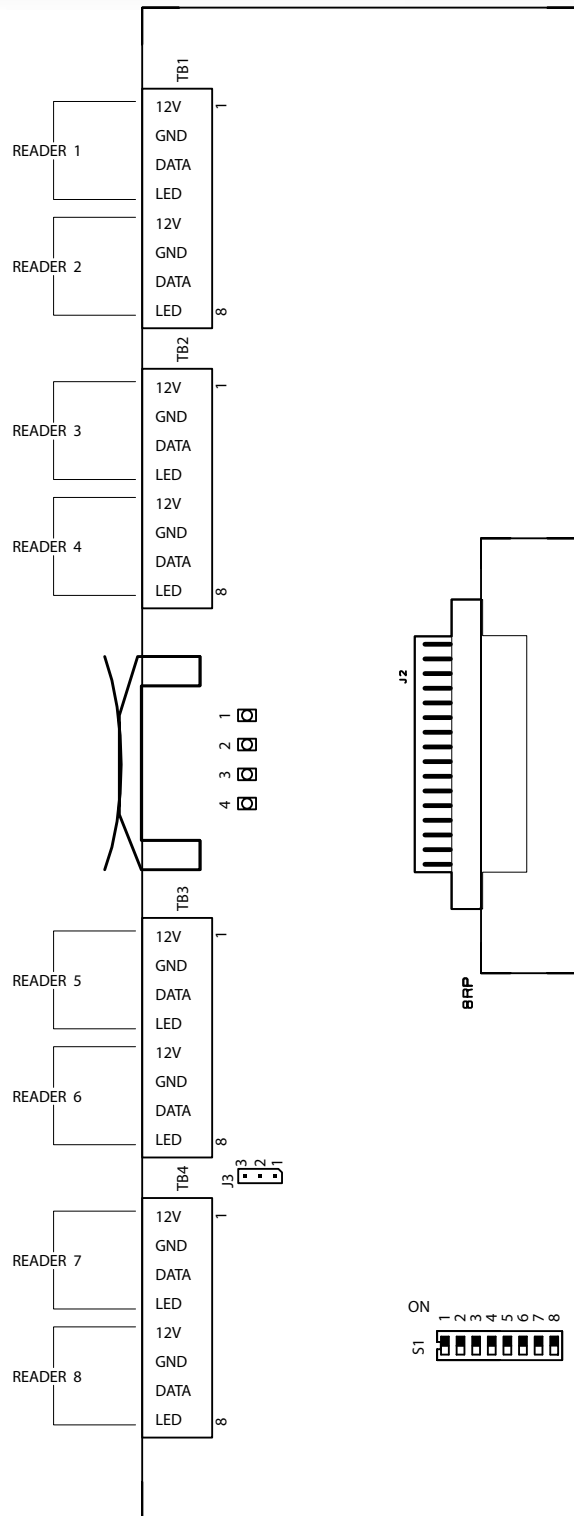 TB1
READER 1
12V 1
GND
DATA
LED
READER 2
12V
GND
DATA
LED 8
TB2
READER 3
12V 1
GND
DATA
LED
READER 4
12V
GND
DATA
LED 8
J2
1
2
3
4
8RP
TB3
READER 5
12V 1
GND
DATA
LED
READER 6
12V
GND
DATA
LED 8
J3
3 2 1
TB4
READER 7
12V 1
GND
DATA
LED
READER 8
12V
GND
DATA
LED 8
ON
1 2 3 4 5 6 7 8
S1